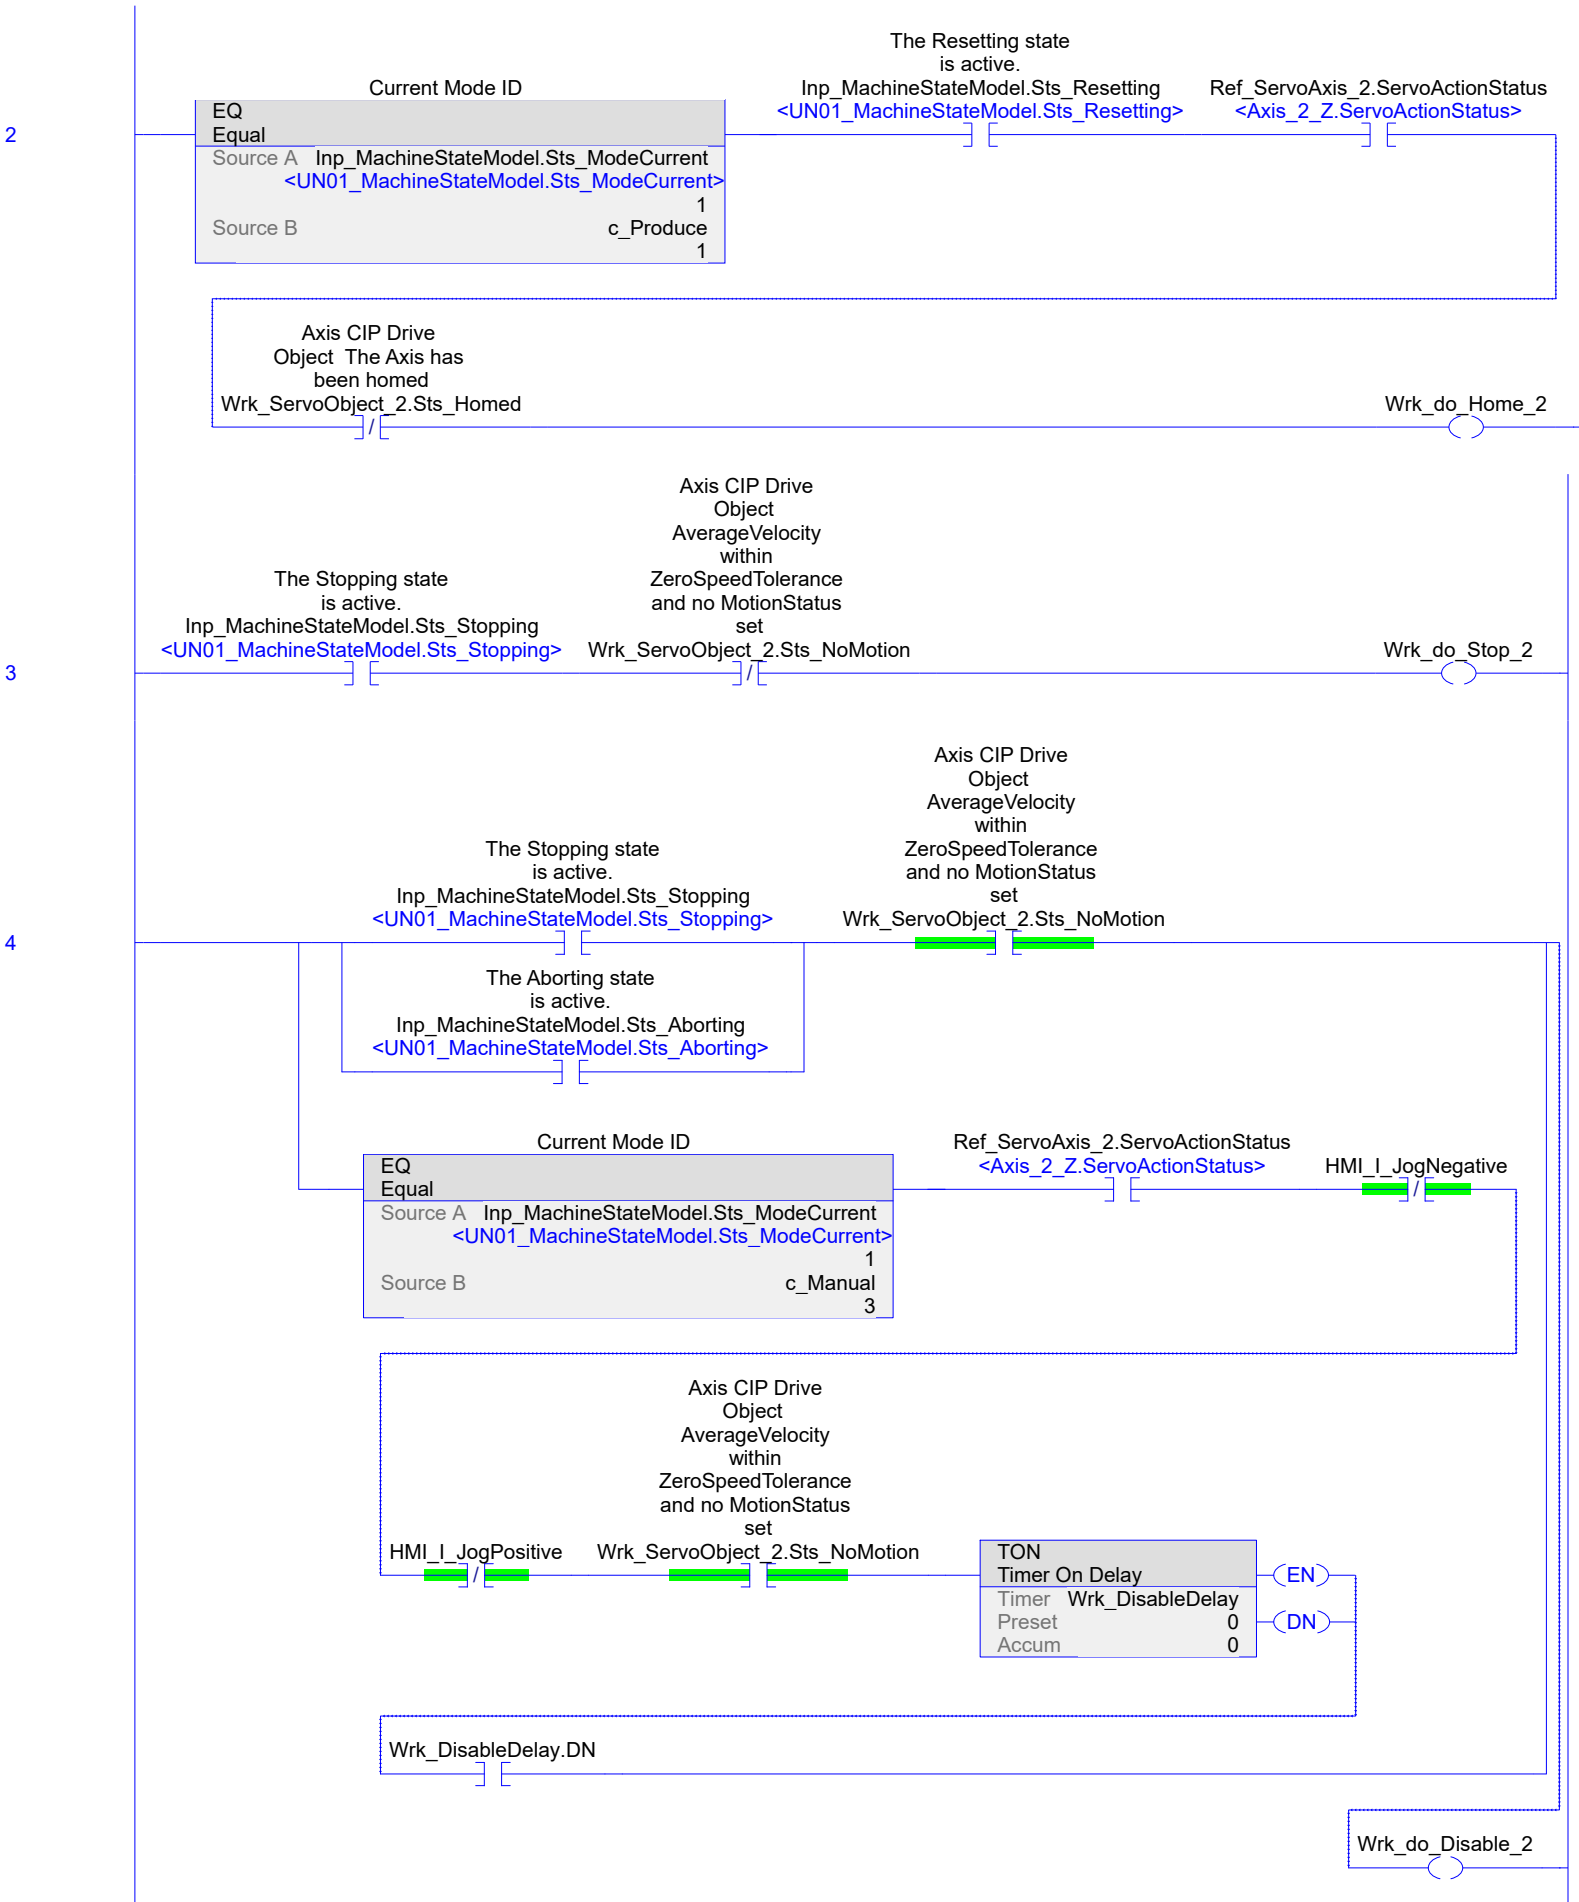 2
Current Mode ID
EQ
Equal
Source A Inp_MachineStateModel.Sts_ModeCurrent
<UN01_MachineStateModel.Sts_ModeCurrent>
1
Source B c_Produce
1
The Resetting state
is active.
Inp_MachineStateModel.Sts_Resetting
<UN01_MachineStateModel.Sts_Resetting>
Ref_ServoAxis_2.ServoActionStatus
<Axis_2_Z.ServoActionStatus>
Axis CIP Drive
Object The Axis has
been homed
Wrk_ServoObject_2.Sts_Homed
/
Wrk_do_Home_2
3
The Stopping state
is active.
Inp_MachineStateModel.Sts_Stopping
<UN01_MachineStateModel.Sts_Stopping>
Axis CIP Drive
Object
AverageVelocity
within
ZeroSpeedTolerance
and no MotionStatus
set
Wrk_ServoObject_2.Sts_NoMotion
/
Wrk_do_Stop_2
4
The Stopping state
is active.
Inp_MachineStateModel.Sts_Stopping
<UN01_MachineStateModel.Sts_Stopping>
Axis CIP Drive
Object
AverageVelocity
within
ZeroSpeedTolerance
and no MotionStatus
set
Wrk_ServoObject_2.Sts_NoMotion
The Aborting state
is active.
Inp_MachineStateModel.Sts_Aborting
<UN01_MachineStateModel.Sts_Aborting>
Current Mode ID
EQ
Equal
Source A Inp_MachineStateModel.Sts_ModeCurrent
<UN01_MachineStateModel.Sts_ModeCurrent>
1
Source B c_Manual
3
Ref_ServoAxis_2.ServoActionStatus
<Axis_2_Z.ServoActionStatus>
HMI_I_JogNegative
/
HMI_I_JogPositive
/
Axis CIP Drive
Object
AverageVelocity
within
ZeroSpeedTolerance
and no MotionStatus
set
Wrk_ServoObject_2.Sts_NoMotion
TON
Timer On Delay
Timer Wrk_DisableDelay
Preset 0
Accum 0
EN
DN
Wrk_DisableDelay.DN
Wrk_do_Disable_2